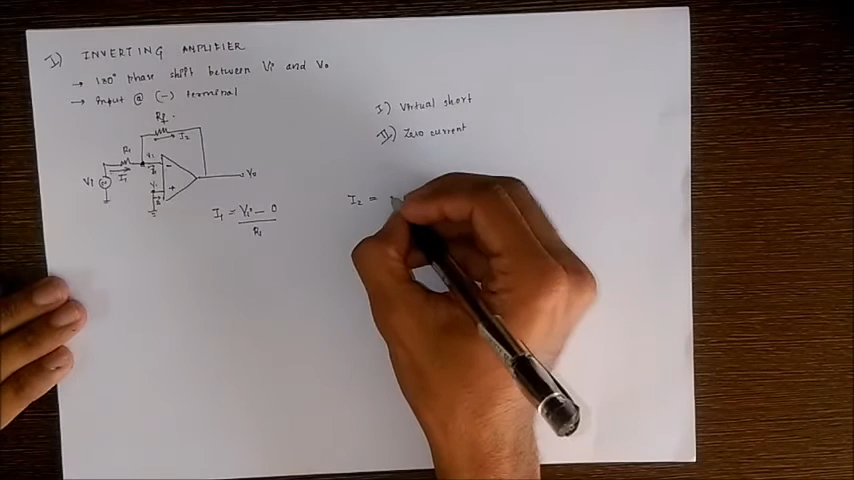 I) INVERTING AMPLIFIER
→ 180° phase shift between Vi and Vo
→ Input @ (-) terminal
I) Virtual short
II) Zero current
Rf
I2
R1
V1
Vi
I1
Vo
I1 = Vi - 0
R1
I2 =